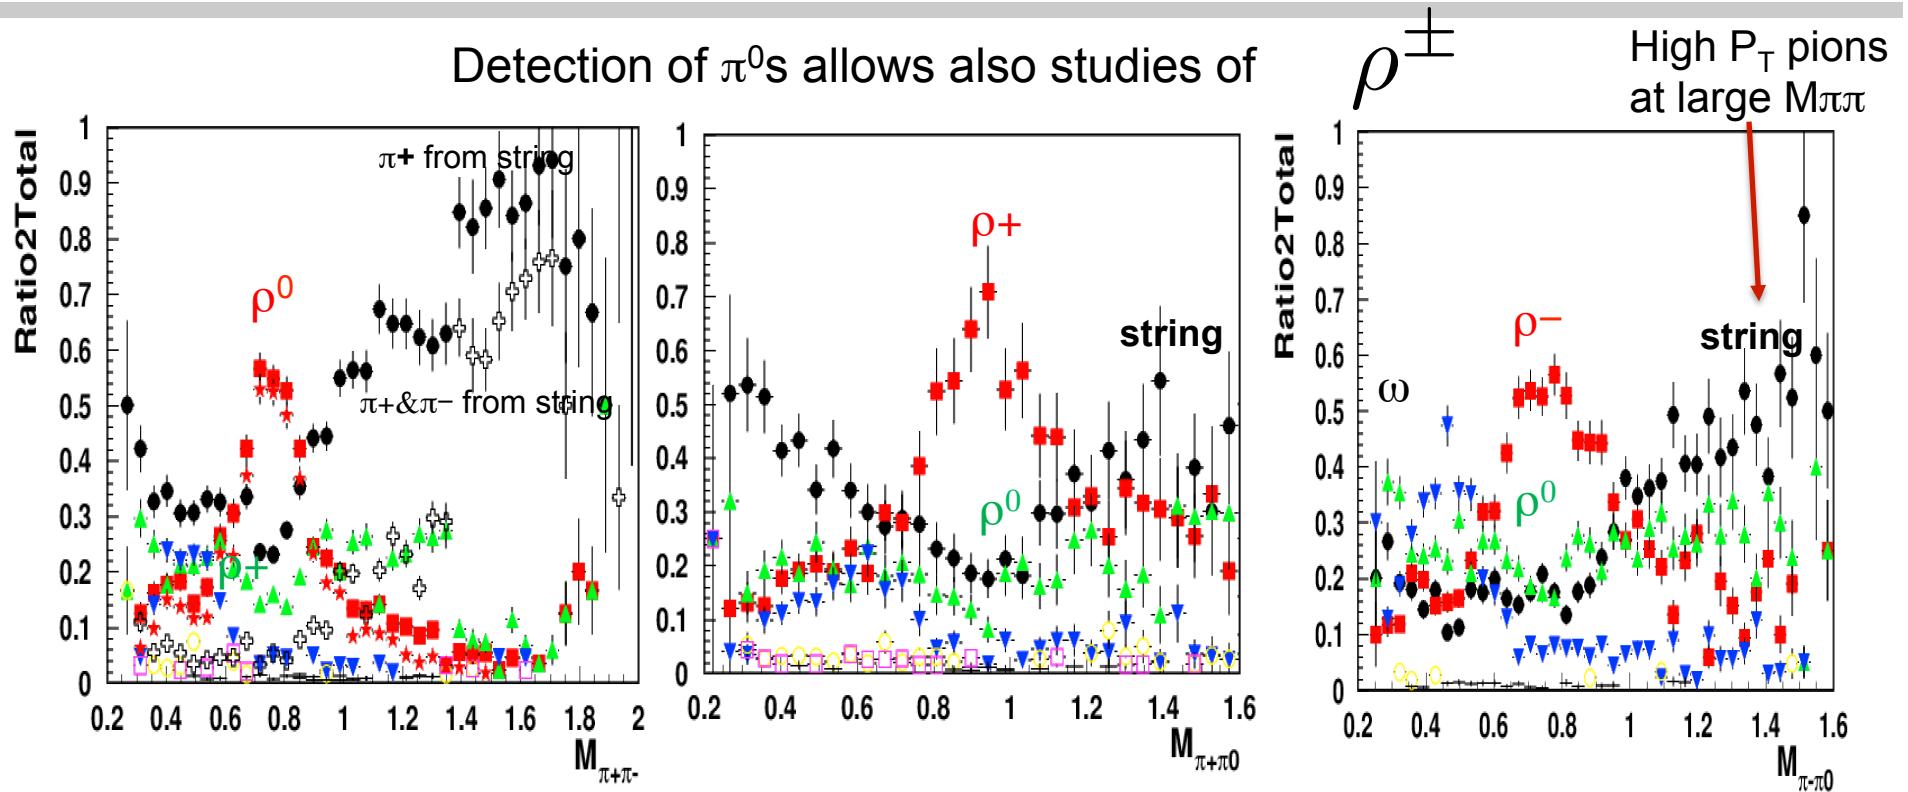 Detection of π⁰s allows also studies of ρ±
High P_T pions
at large Mππ
Ratio2Total
1
0.9
0.8
0.7
0.6
0.5
0.4
0.3
0.2
0.1
0
π+ from string
ρ⁰
π+&π− from string
ρ+
0.2 0.4 0.6 0.8 1 1.2 1.4 1.6 1.8 2
M_π+π-
Ratio2Total
1
0.9
0.8
0.7
0.6
0.5
0.4
0.3
0.2
0.1
0
ρ+
string
ρ⁰
0.2 0.4 0.6 0.8 1 1.2 1.4 1.6
M_π+π0
Ratio2Total
1
0.9
0.8
0.7
0.6
0.5
0.4
0.3
0.2
0.1
0
ρ−
string
ω
ρ⁰
0.2 0.4 0.6 0.8 1 1.2 1.4 1.6
M_π-π0